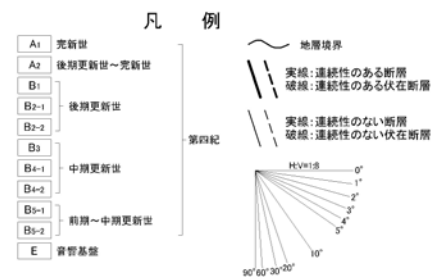 凡例
A1 完新世
A2 後期更新世～完新世
B1
B2-1 後期更新世
B2-2
B3
B4-1 中期更新世
B4-2
B5-1 前期～中期更新世
B5-2
E 音響基盤
第四紀
地層境界
実線:連続性のある断層
破線:連続性のある伏在断層
実線:連続性のない断層
破線:連続性のない伏在断層
H:V=1:8
0°
1°
2°
3°
4°
5°
10°
90° 60° 30° 20°